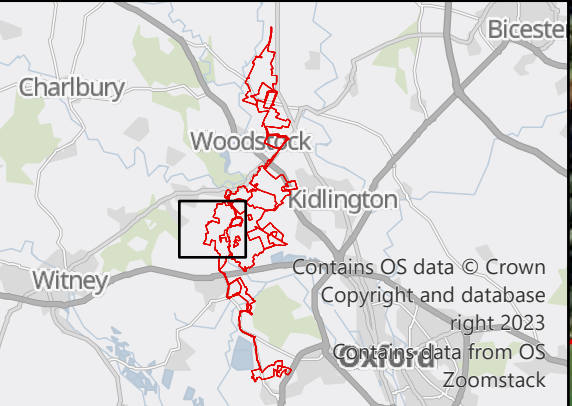 Biceste
Charlbury
Woodstock
Kidlington
Witney
Contains OS data © Crown
Copyright and database
right 2023
Oxford
Contains data from OS
Zoomstack